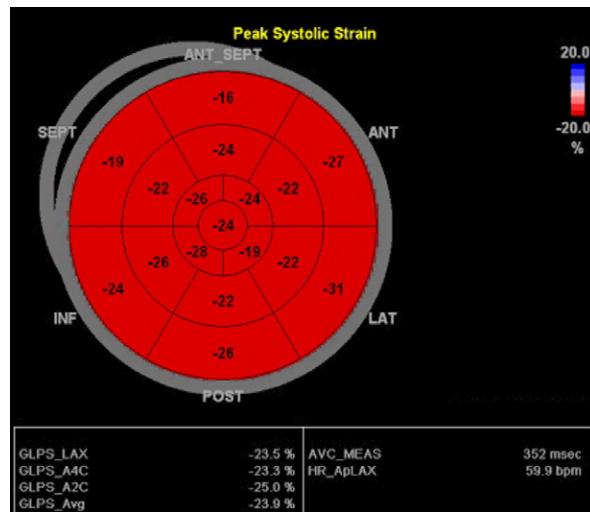 Peak Systolic Strain
ANT_SEPT
20.0
-16
SEPT
ANT
-20.0
%
-24
-19
-27
-22
-22
-26
-24
-24
-28
-19
-26
-22
-24
-31
-22
INF
LAT
-26
POST
GLPS_LAX -23.5 % AVC_MEAS 352 msec
GLPS_A4C -23.3 % HR_ApLAX 59.9 bpm
GLPS_A2C -25.0 %
GLPS_Avg -23.9 %